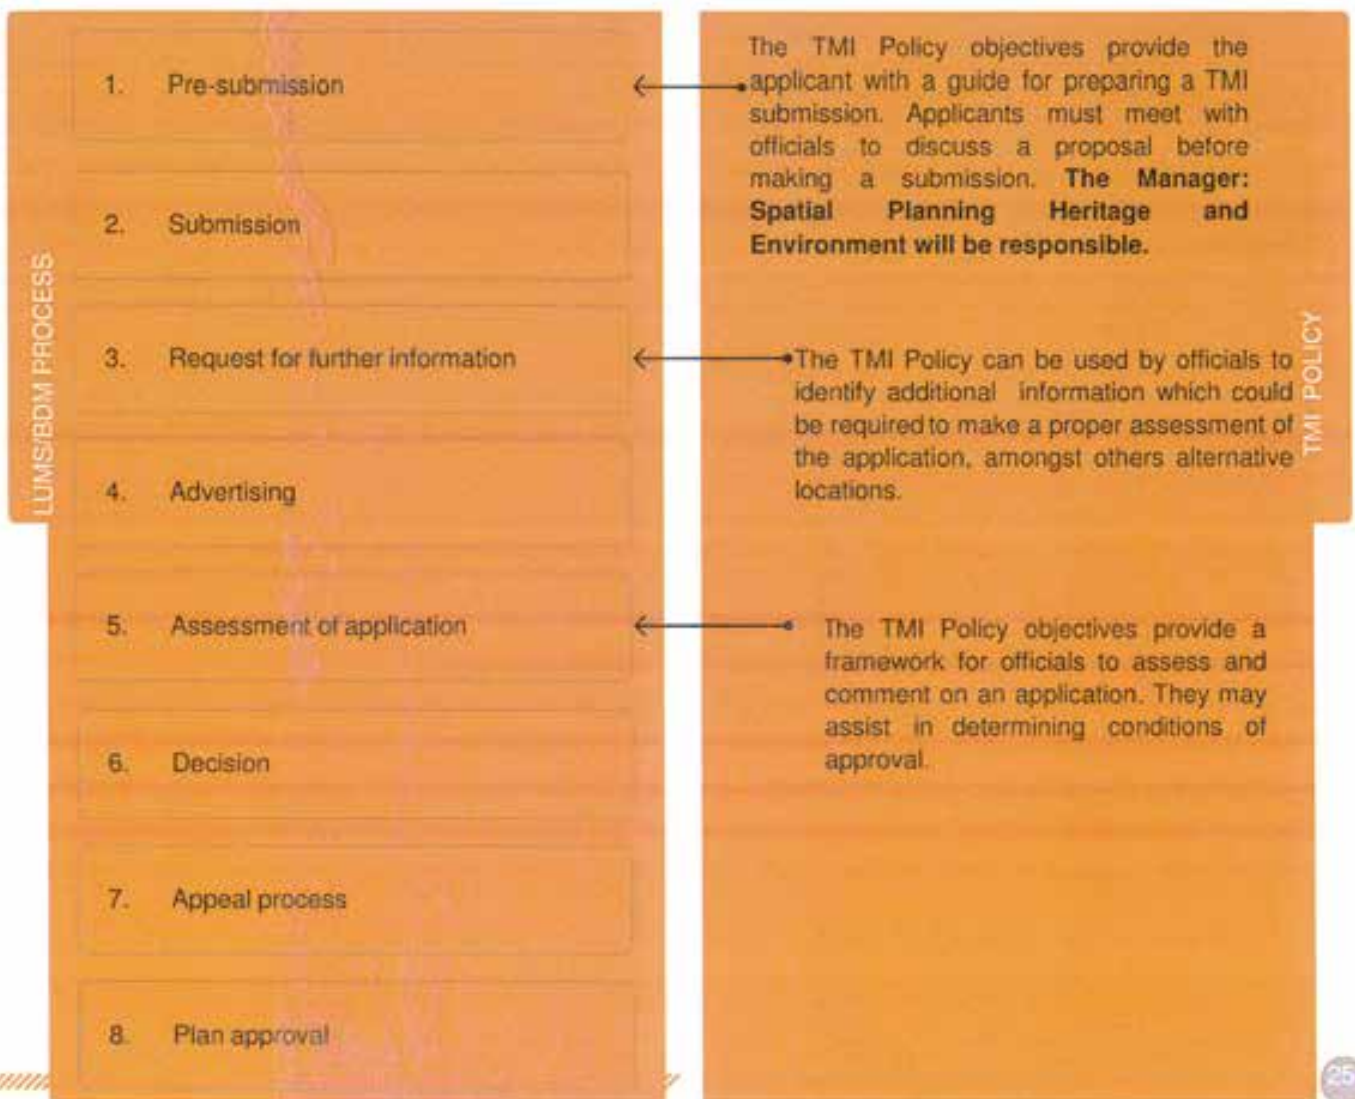 LUMS/BDM PROCESS
1. Pre-submission
2. Submission
3. Request for further information
4. Advertising
5. Assessment of application
6. Decision
7. Appeal process
8. Plan approval
The TMI Policy objectives provide the
applicant with a guide for preparing a TMI
submission. Applicants must meet with
officials to discuss a proposal before
making a submission. The Manager:
Spatial Planning Heritage and
Environment will be responsible.
The TMI Policy can be used by officials to
identify additional information which could
be required to make a proper assessment of
the application, amongst others alternative
locations.
The TMI Policy objectives provide a
framework for officials to assess and
comment on an application. They may
assist in determining conditions of
approval.
TMI POLICY
25